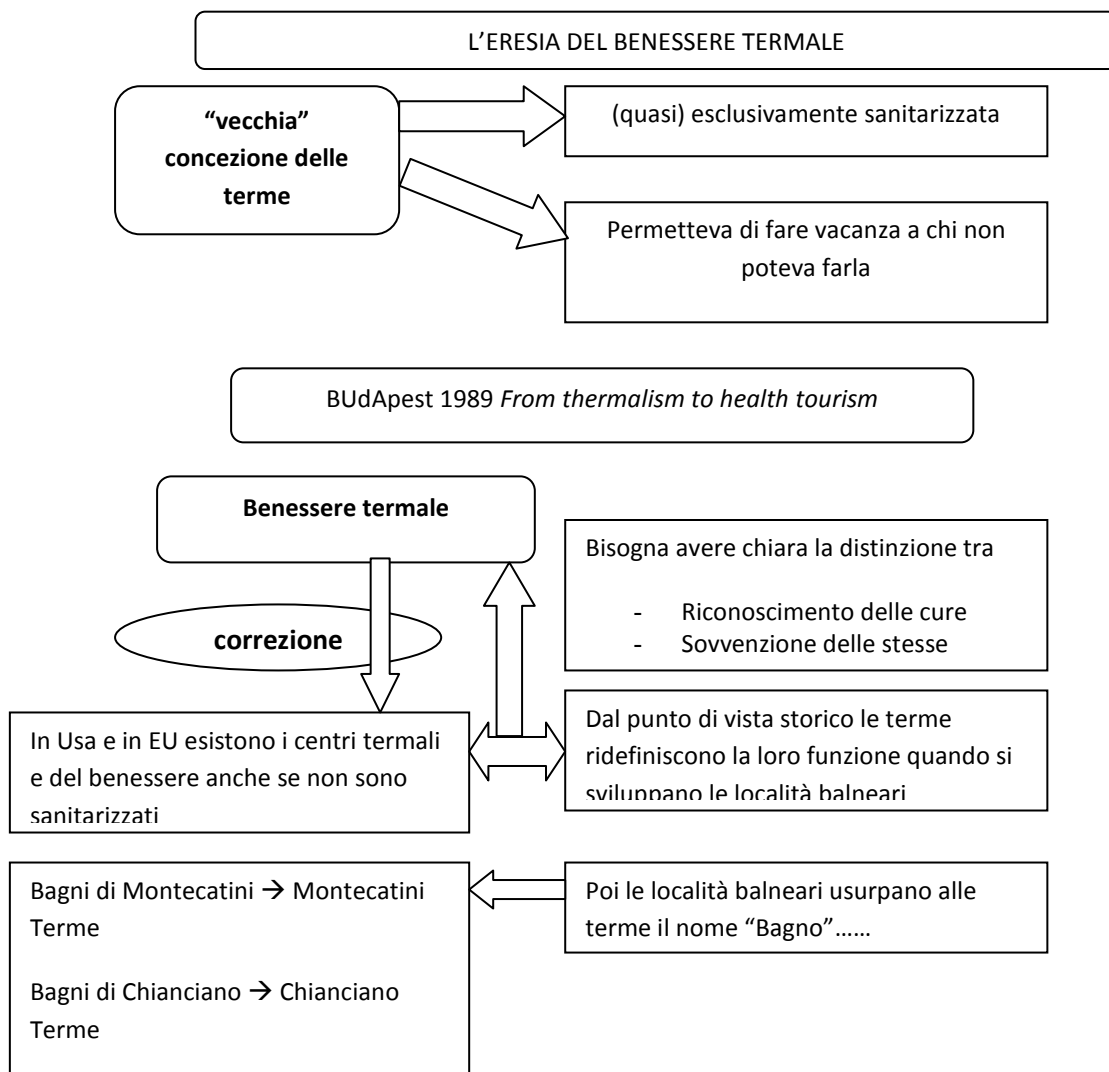 L'ERESIA DEL BENESSERE TERMALE
“vecchia”
concezione delle
terme
(quasi) esclusivamente sanitarizzata
Permetteva di fare vacanza a chi non
poteva farla
BUdApest 1989 From thermalism to health tourism
Benessere termale
correzione
Bisogna avere chiara la distinzione tra
- Riconoscimento delle cure
- Sovvenzione delle stesse
In Usa e in EU esistono i centri termali
e del benessere anche se non sono
sanitarizzati
Dal punto di vista storico le terme
ridefiniscono la loro funzione quando si
sviluppano le località balneari
Bagni di Montecatini → Montecatini
Terme
Bagni di Chianciano → Chianciano
Terme
Poi le località balneari usurpano alle
terme il nome “Bagno”……